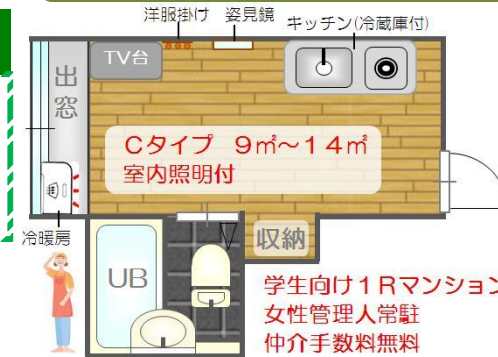 洋服掛け 姿見鏡 キッチン(冷蔵庫付)
TV台
出窓
Cタイプ 9㎡～14㎡
室内照明付
冷暖房
収納
UB
学生向け1Rマンション
女性管理人常駐
仲介手数料無料